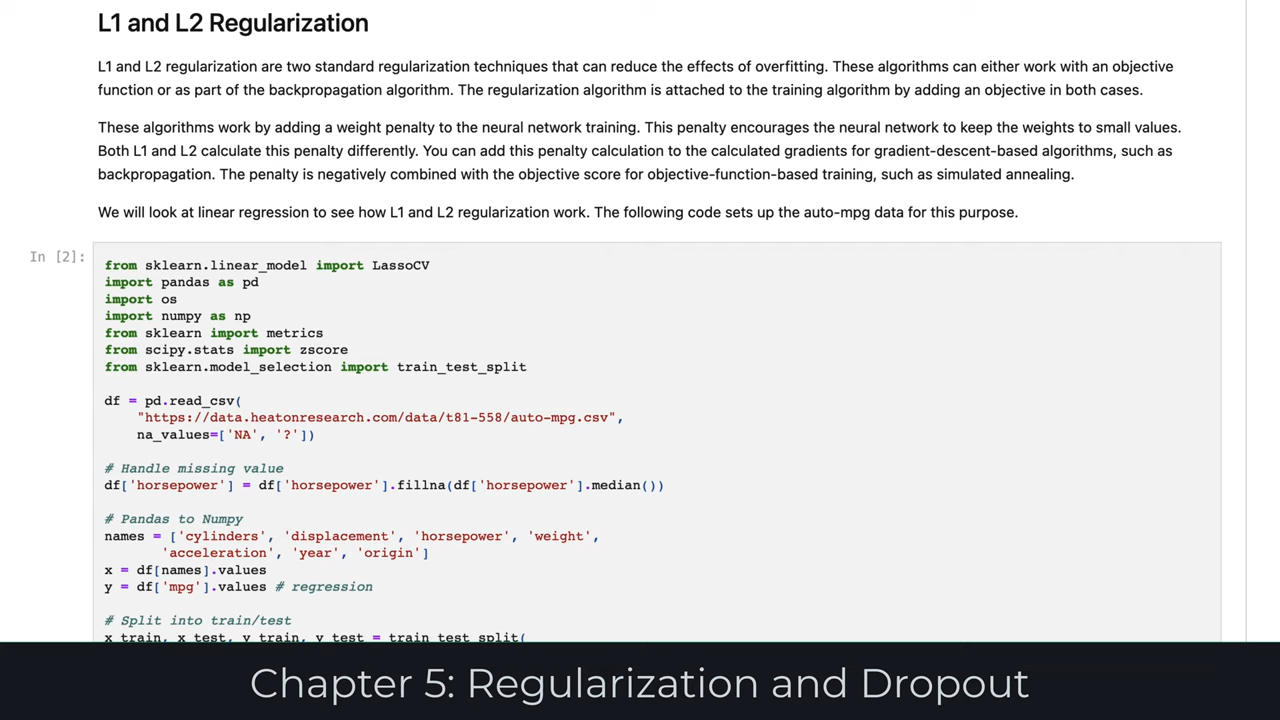 L1 and L2 Regularization
L1 and L2 regularization are two standard regularization techniques that can reduce the effects of overfitting. These algorithms can either work with an objective
function or as part of the backpropagation algorithm. The regularization algorithm is attached to the training algorithm by adding an objective in both cases.
These algorithms work by adding a weight penalty to the neural network training. This penalty encourages the neural network to keep the weights to small values.
Both L1 and L2 calculate this penalty differently. You can add this penalty calculation to the calculated gradients for gradient-descent-based algorithms, such as
backpropagation. The penalty is negatively combined with the objective score for objective-function-based training, such as simulated annealing.
We will look at linear regression to see how L1 and L2 regularization work. The following code sets up the auto-mpg data for this purpose.
In [2]:
from sklearn.linear_model import LassoCV
import pandas as pd
import os
import numpy as np
from sklearn import metrics
from scipy.stats import zscore
from sklearn.model_selection import train_test_split
df = pd.read_csv(
"https://data.heatonresearch.com/data/t81-558/auto-mpg.csv",
na_values=['NA', '?'])
# Handle missing value
df['horsepower'] = df['horsepower'].fillna(df['horsepower'].median())
# Pandas to Numpy
names = ['cylinders', 'displacement', 'horsepower', 'weight',
'acceleration', 'year', 'origin']
x = df[names].values
y = df['mpg'].values # regression
# Split into train/test
x_train, x_test, y_train, y_test = train_test_split(
Chapter 5: Regularization and Dropout